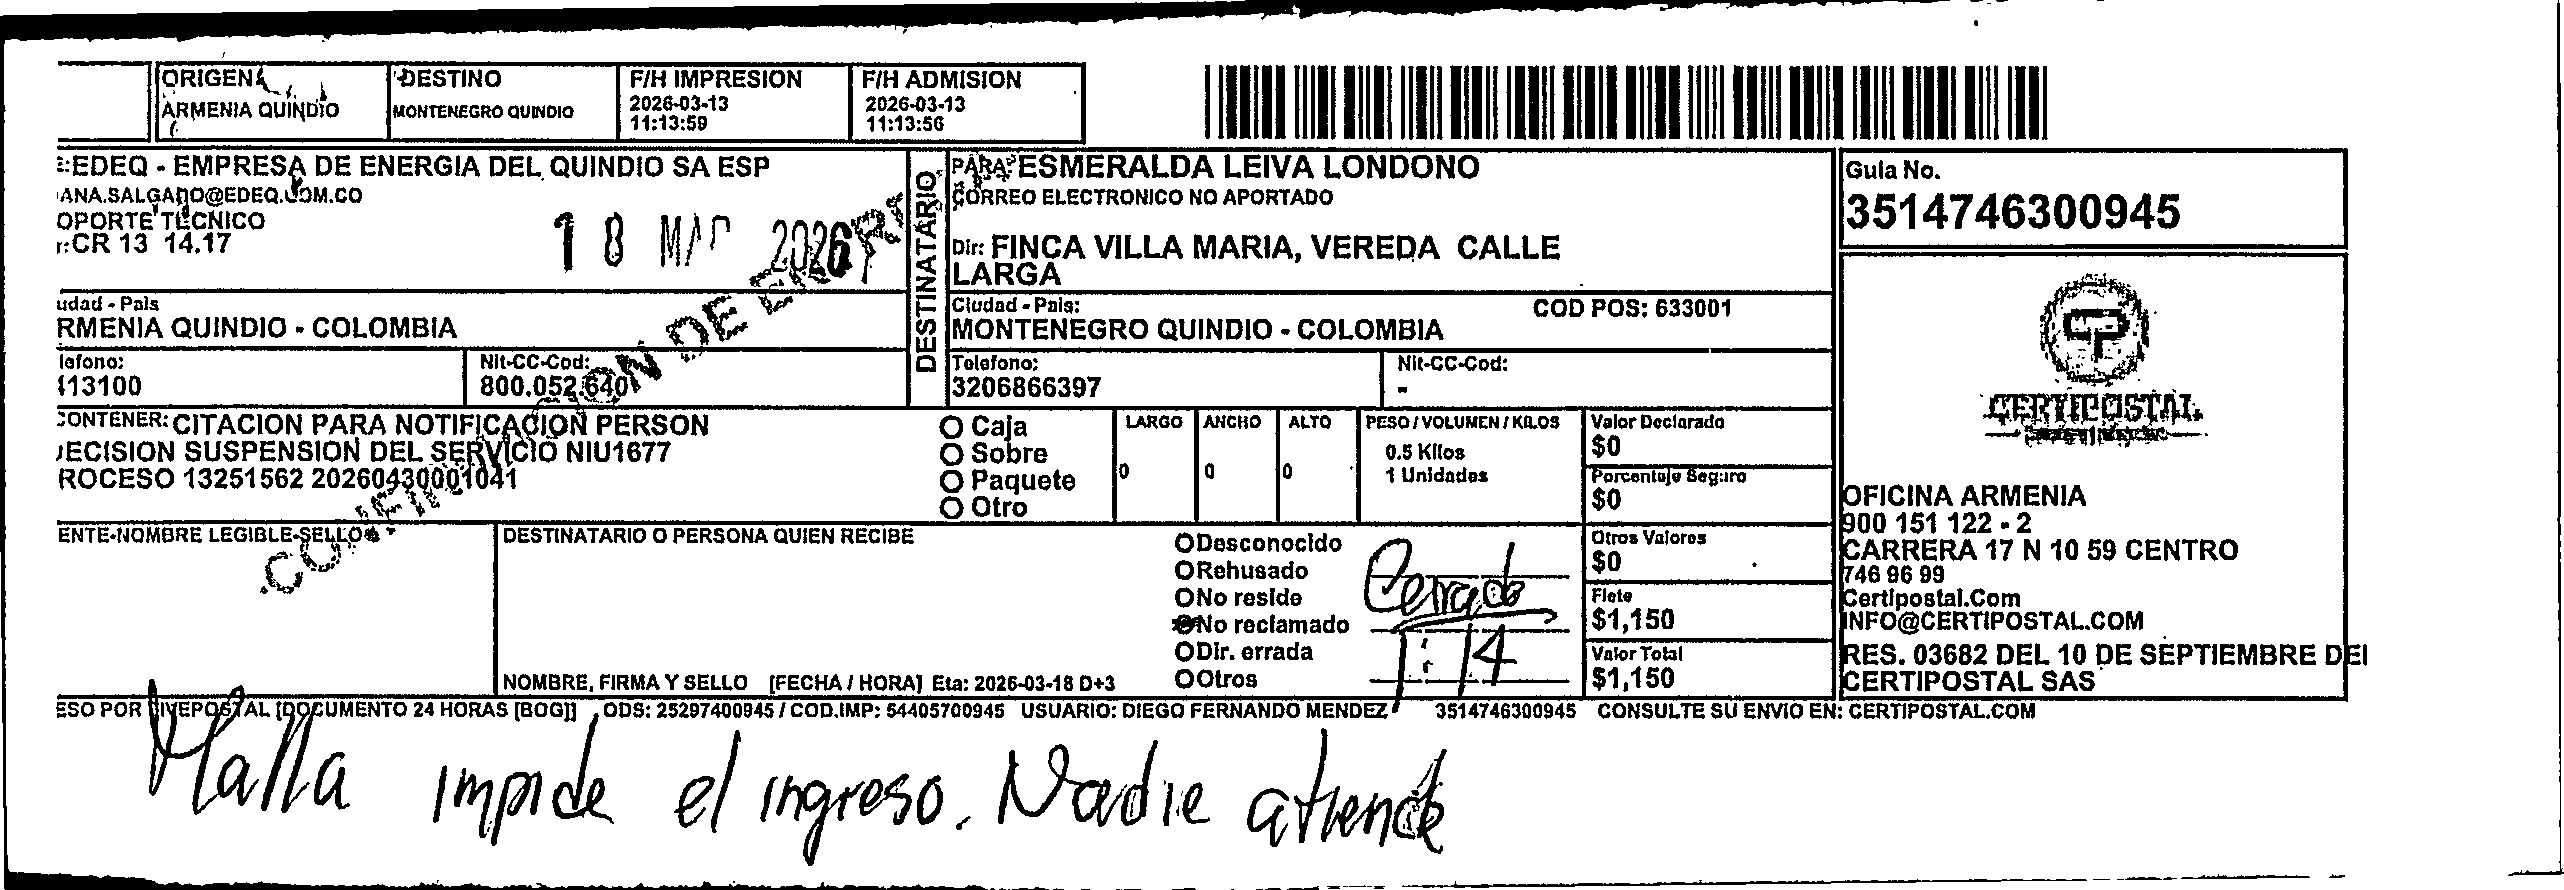 ORIGEN
ARMENIA QUINDIO
DESTINO
MONTENEGRO QUINDIO
F/H IMPRESION
2026-03-13
11:13:59
F/H ADMISION
2026-03-13
11:13:56
E:EDEQ - EMPRESA DE ENERGIA DEL QUINDIO SA ESP
ANA.SALGADO@EDEQ.COM.CO
OPORTE TECNICO
r:CR 13 14.17
18 MAR 2026
udad - Pais
RMENIA QUINDIO - COLOMBIA
lefono:
413100
Nit-CC-Cod:
800.052.640
DESTINATARIO
PARA: ESMERALDA LEIVA LONDONO
CORREO ELECTRONICO NO APORTADO
Dir: FINCA VILLA MARIA, VEREDA CALLE
LARGA
Ciudad - Pais:
COD POS: 633001
MONTENEGRO QUINDIO - COLOMBIA
Telefono:
3206866397
Nit-CC-Cod:
-
Guia No.
3514746300945
CERTIPOSTAL
CONTENER: CITACION PARA NOTIFICACION PERSON
DECISION SUSPENSION DEL SERVICIO NIU1677
ROCESO 13251562 20260430001041
Caja
Sobre
Paquete
Otro
LARGO
0
ANCHO
0
ALTO
0
PESO / VOLUMEN / KILOS
0.5 Kilos
1 Unidades
Valor Declarado
$0
Porcentaje Seguro
$0
Otros Valores
$0
Flete
$1,150
Valor Total
$1,150
OFICINA ARMENIA
900 151 122 - 2
CARRERA 17 N 10 59 CENTRO
746 96 99
Certipostal.Com
INFO@CERTIPOSTAL.COM
RES. 03682 DEL 10 DE SEPTIEMBRE DEI
CERTIPOSTAL SAS
ENTE-NOMBRE LEGIBLE-SELLO
DESTINATARIO O PERSONA QUIEN RECIBE
NOMBRE, FIRMA Y SELLO [FECHA / HORA] Eta: 2026-03-18 D+3
Desconocido
Rehusado
No reside
No reclamado
Dir. errada
Otros
Cerrado
ESO POR VIVEPOSTAL [DOCUMENTO 24 HORAS [BOG]] ODS: 25297400945 / COD.IMP: 54405700945 USUARIO: DIEGO FERNANDO MENDEZ 3514746300945 CONSULTE SU ENVIO EN: CERTIPOSTAL.COM
Malla impide el ingreso. Nadie atiende